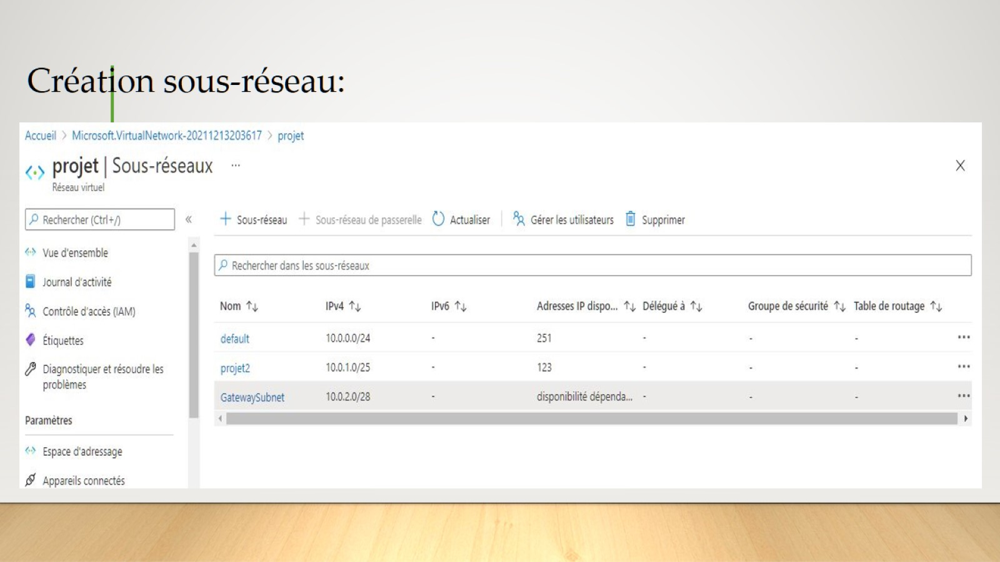 Création sous-réseau:
Accueil > Microsoft.VirtualNetwork-20211213203617 > projet
projet | Sous-réseaux ...
Réseau virtuel
Rechercher (Ctrl+/) «
+ Sous-réseau + Sous-réseau de passerelle Actualiser Gérer les utilisateurs Supprimer
Vue d'ensemble
Journal d'activité
Contrôle d'accès (IAM)
Étiquettes
Diagnostiquer et résoudre les
problèmes
Paramètres
Espace d'adressage
Appareils connectés
Rechercher dans les sous-réseaux
Nom ↑↓ IPv4 ↑↓ IPv6 ↑↓ Adresses IP dispo... ↑↓ Délégué à ↑↓ Groupe de sécurité ↑↓ Table de routage ↑↓
default 10.0.0.0/24 - 251 - - - ...
projet2 10.0.1.0/25 - 123 - - - ...
GatewaySubnet 10.0.2.0/28 - disponibilité dépenda... - - - ...